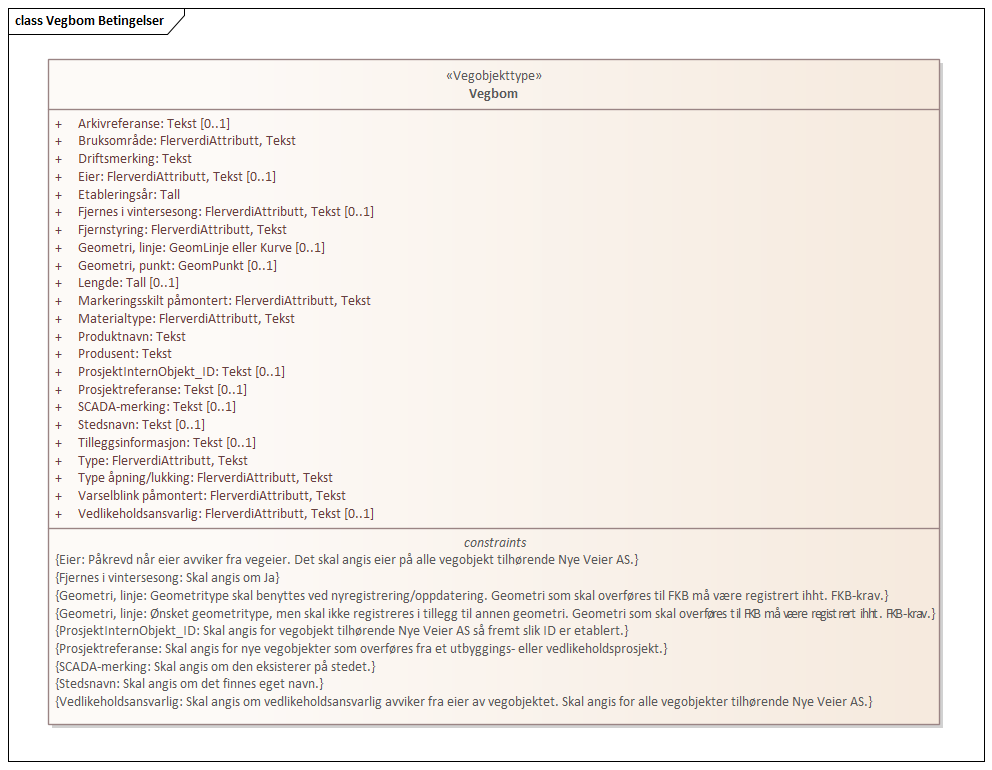 class Vegbom Betingelser
«Vegobjekttype»
Vegbom
+ Arkivreferanse: Tekst [0..1]
+ Bruksområde: FlerverdiAttributt, Tekst
+ Driftsmerking: Tekst
+ Eier: FlerverdiAttributt, Tekst [0..1]
+ Etableringsår: Tall
+ Fjernes i vintersesong: FlerverdiAttributt, Tekst [0..1]
+ Fjernstyring: FlerverdiAttributt, Tekst
+ Geometri, linje: GeomLinje eller Kurve [0..1]
+ Geometri, punkt: GeomPunkt [0..1]
+ Lengde: Tall [0..1]
+ Markeringsskilt påmontert: FlerverdiAttributt, Tekst
+ Materialtype: FlerverdiAttributt, Tekst
+ Produktnavn: Tekst
+ Produsent: Tekst
+ ProsjektInternObjekt_ID: Tekst [0..1]
+ Prosjektreferanse: Tekst [0..1]
+ SCADA-merking: Tekst [0..1]
+ Stedsnavn: Tekst [0..1]
+ Tilleggsinformasjon: Tekst [0..1]
+ Type: FlerverdiAttributt, Tekst
+ Type åpning/lukking: FlerverdiAttributt, Tekst
+ Varselblink påmontert: FlerverdiAttributt, Tekst
+ Vedlikeholdsansvarlig: FlerverdiAttributt, Tekst [0..1]
constraints
{Eier: Påkrevd når eier avviker fra vegeier. Det skal angis eier på alle vegobjekt tilhørende Nye Veier AS.}
{Fjernes i vintersesong: Skal angis om Ja}
{Geometri, linje: Geometritype skal benyttes ved nyregistrering/oppdatering. Geometri som skal overføres til FKB må være registrert ihht. FKB-krav.}
{Geometri, linje: Ønsket geometritype, men skal ikke registreres i tillegg til annen geometri. Geometri som skal overføres til FKB må være registrert ihht. FKB-krav.}
{ProsjektInternObjekt_ID: Skal angis for vegobjekt tilhørende Nye Veier AS så fremt slik ID er etablert.}
{Prosjektreferanse: Skal angis for nye vegobjekter som overføres fra et utbyggings- eller vedlikeholdsprosjekt.}
{SCADA-merking: Skal angis om den eksisterer på stedet.}
{Stedsnavn: Skal angis om det finnes eget navn.}
{Vedlikeholdsansvarlig: Skal angis om vedlikeholdsansvarlig avviker fra eier av vegobjektet. Skal angis for alle vegobjekter tilhørende Nye Veier AS.}